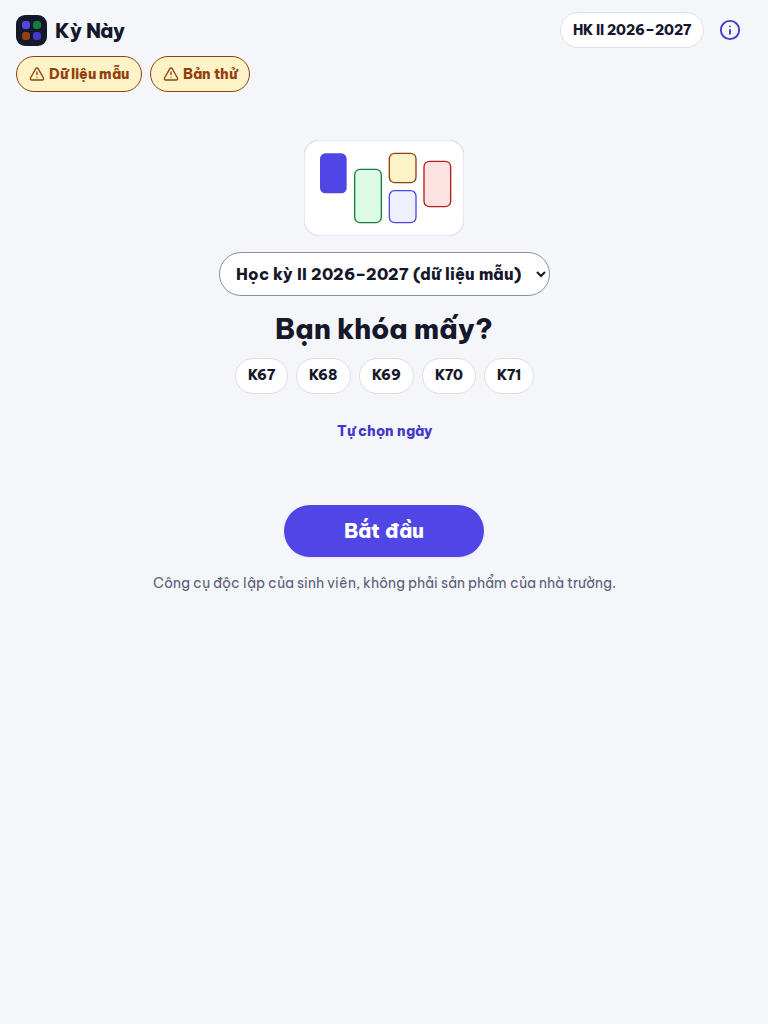 Kỳ Này
HK II 2026–2027
Dữ liệu mẫu
Bản thử
Học kỳ II 2026–2027 (dữ liệu mẫu)
Bạn khóa mấy?
K67 K68 K69 K70 K71
Tự chọn ngày
Bắt đầu
Công cụ độc lập của sinh viên, không phải sản phẩm của nhà trường.